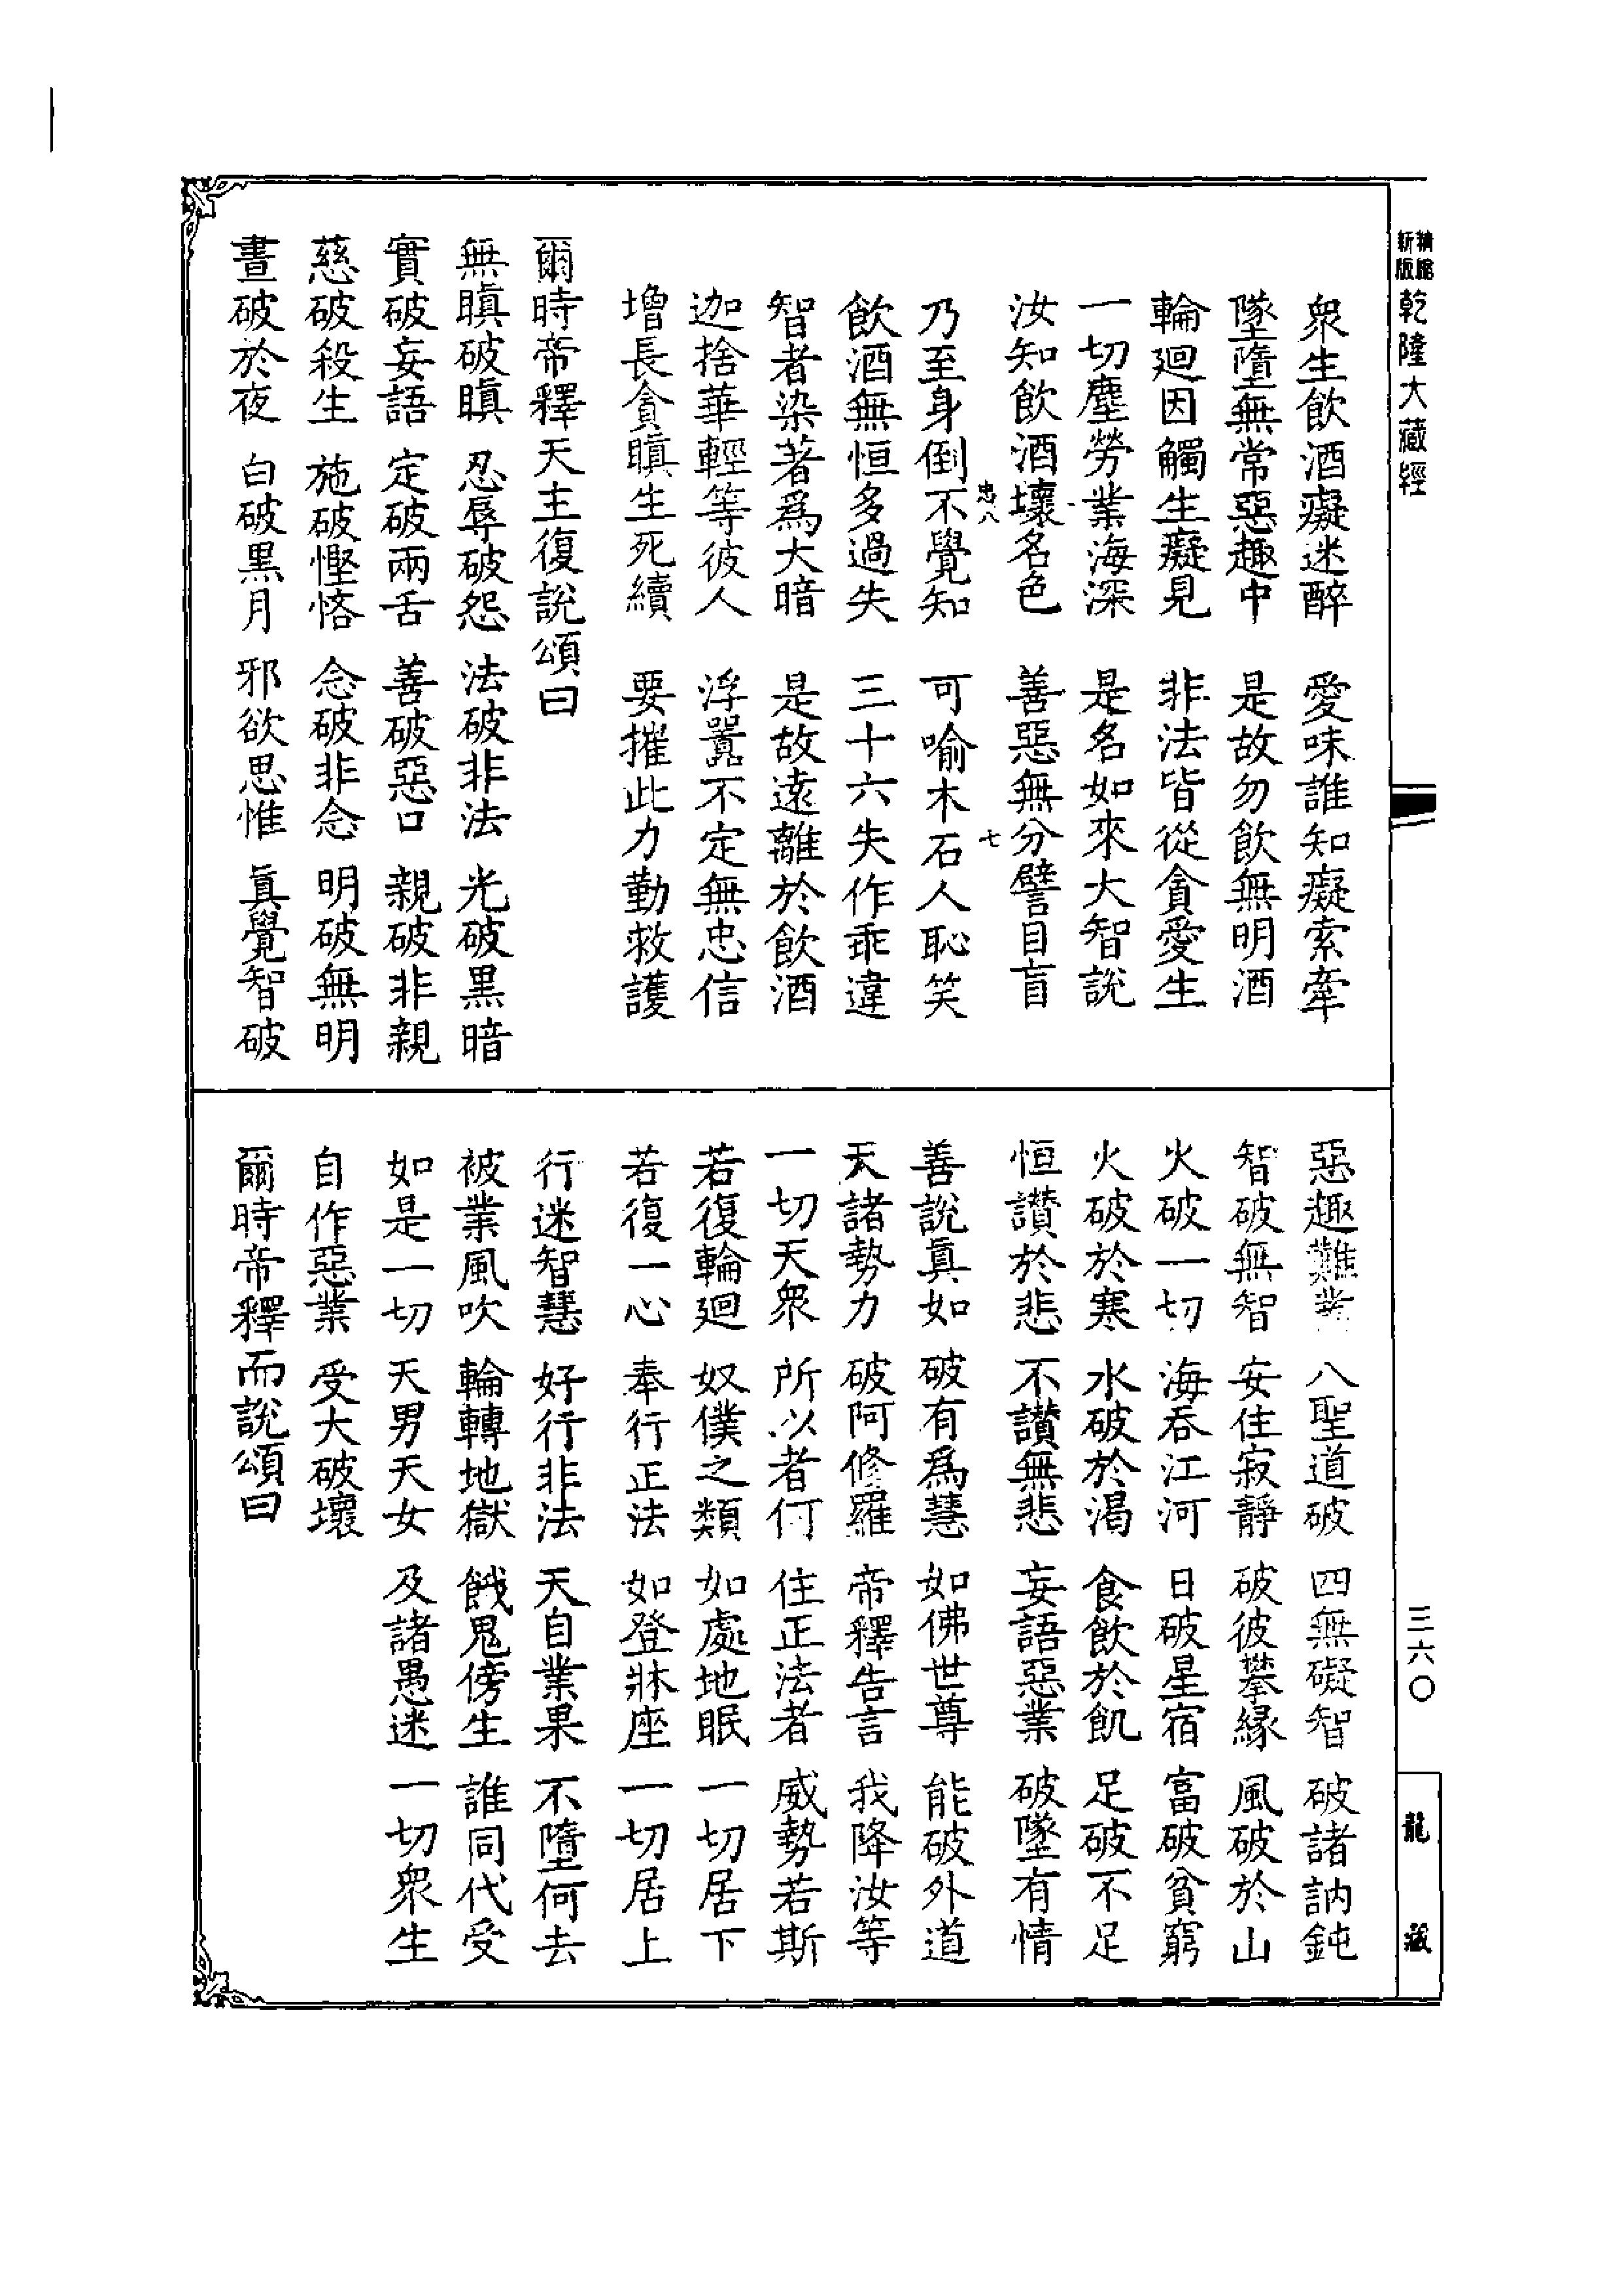 精縮
新版
乾隆大藏經
三六〇
龍藏
衆生飲酒癡迷醉　愛味誰知癡索牽
墜墮無常惡趣中　是故勿飲無明酒
輪廻因觸生癡見　非法皆從貪愛生
一切塵勞業海深　是名如來大智說
汝知飲酒壞名色　善惡無分譬目盲
忠八　七
乃至身倒不覺知　可喻木石人恥笑
飲酒無恒多過失　三十六失作乖違
智者染著爲大暗　是故遠離於飲酒
迦捨華輕等彼人　浮囂不定無忠信
增長貪瞋生死續　要摧此力勤救護
爾時帝釋天主復說頌曰
無瞋破瞋　忍辱破怨　法破非法　光破黑暗
實破妄語　定破兩舌　善破惡口　親破非親
慈破殺生　施破慳悋　念破非念　明破無明
晝破於夜　白破黑月　邪欲思惟　眞覺智破
惡趣難業　八聖道破　四無礙智　破諸訥鈍
智破無智　安住寂靜　破彼攀緣　風破於山
火破一切　海吞江河　日破星宿　富破貧窮
火破於寒　水破於渴　食飲於飢　足破不足
恒讚於悲　不讚無悲　妄語惡業　破墜有情
善說眞如　破有爲慧　如佛世尊　能破外道
天諸勢力　破阿修羅　帝釋告言　我降汝等
一切天衆　所以者何　住正法者　威勢若斯
若復輪廻　奴僕之類　如處地眠　一切居下
若復一心　奉行正法　如登牀座　一切居上
行迷智慧　好行非法　天自業果　不墮何去
被業風吹　輪轉地獄　餓鬼傍生　誰同代受
如是一切　天男天女　及諸愚迷　一切衆生
自作惡業　受大破壞
爾時帝釋而說頌曰